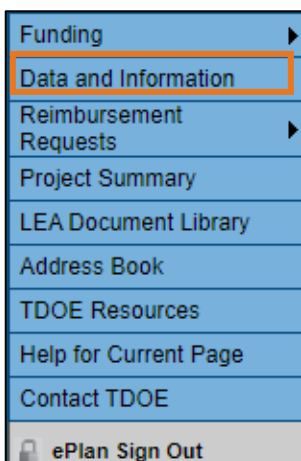 Funding
Data and Information
Reimbursement
Requests
Project Summary
LEA Document Library
Address Book
TDOE Resources
Help for Current Page
Contact TDOE
ePlan Sign Out